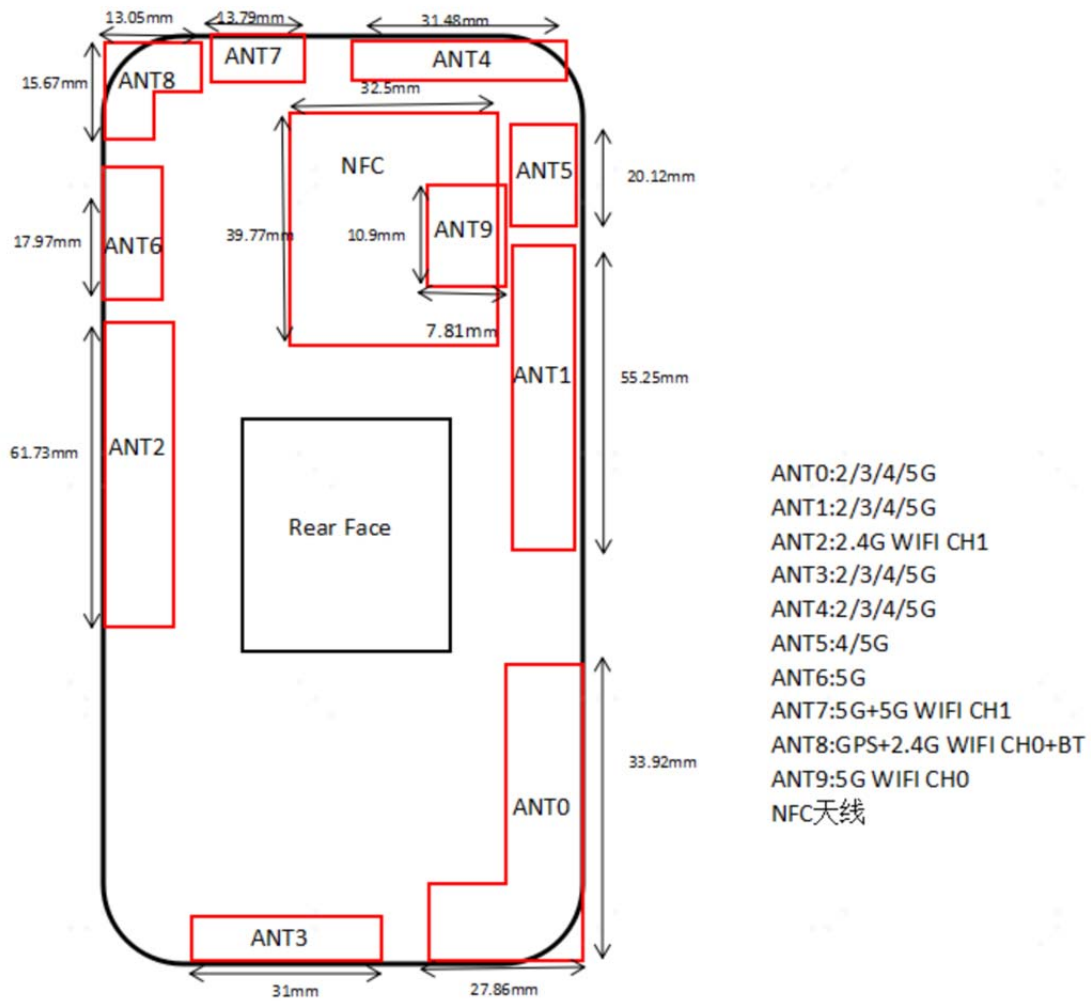 13.05mm
13.79mm
31.48mm
ANT7
ANT4
15.67mm
ANT8
32.5mm
NFC
ANT5
20.12mm
17.97mm
ANT6
39.77mm
10.9mm
ANT9
7.81mm
ANT1
55.25mm
61.73mm
ANT2
Rear Face
ANT0:2/3/4/5G
ANT1:2/3/4/5G
ANT2:2.4G WIFI CH1
ANT3:2/3/4/5G
ANT4:2/3/4/5G
ANT5:4/5G
ANT6:5G
ANT7:5G+5G WIFI CH1
ANT8:GPS+2.4G WIFI CH0+BT
ANT9:5G WIFI CH0
NFC天线
33.92mm
ANT0
ANT3
31mm
27.86mm